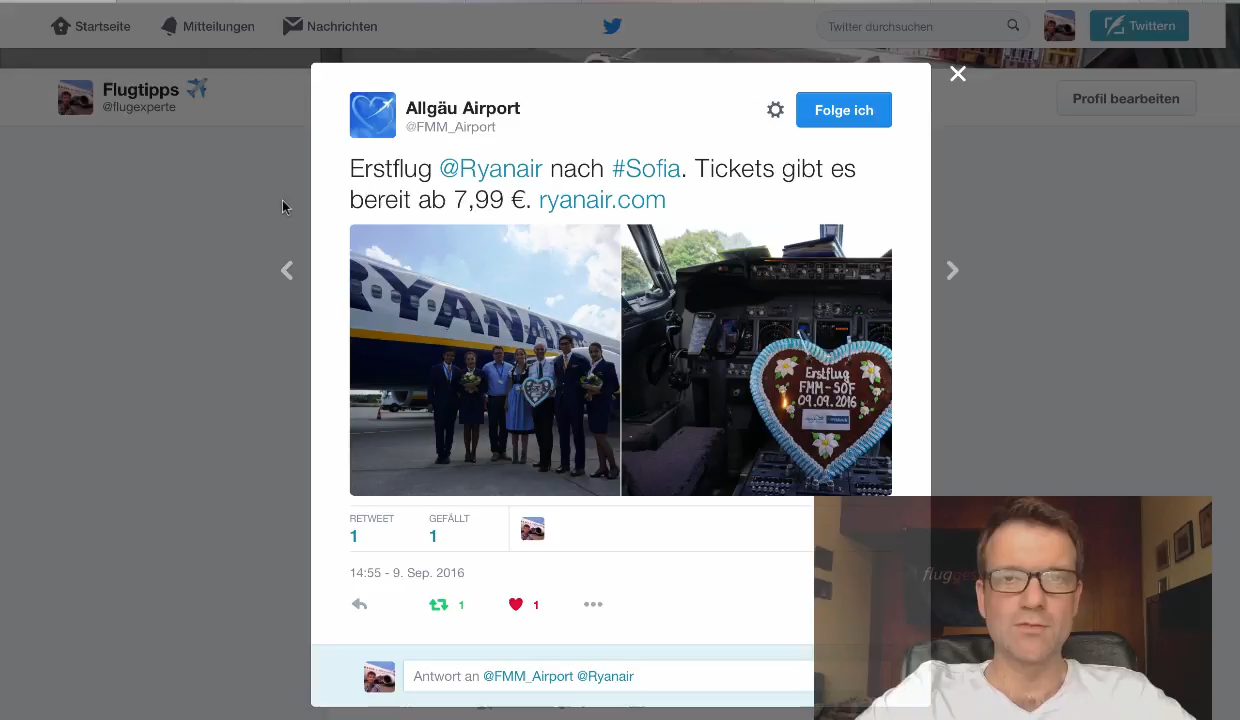 Startseite
Mitteilungen
Nachrichten
Twitter durchsuchen
Twittern
Flugtipps
@flugexperte
Profil bearbeiten
Allgäu Airport
@FMM_Airport
Folge ich
Erstflug @Ryanair nach #Sofia. Tickets gibt es
bereit ab 7,99 €. ryanair.com
RYANAIR
Erstflug
FMM-SOF
09.09.2016
RETWEET
GEFÄLLT
1
1
14:55 - 9. Sep. 2016
1
1
Antwort an @FMM_Airport @Ryanair